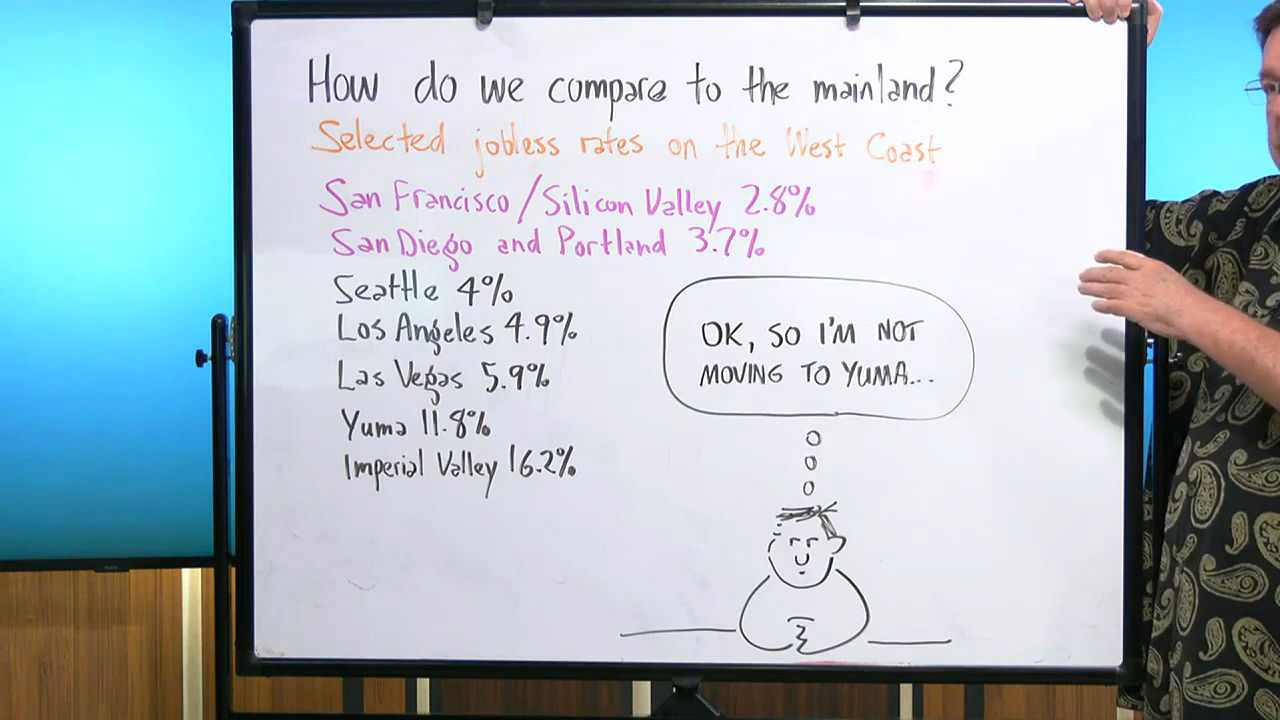 How do we compare to the mainland?
Selected jobless rates on the West Coast
San Francisco/Silicon Valley 2.8%
San Diego and Portland 3.7%
Seattle 4%
Los Angeles 4.9%
Las Vegas 5.9%
Yuma 11.8%
Imperial Valley 16.2%
OK, SO I'M NOT
MOVING TO YUMA...